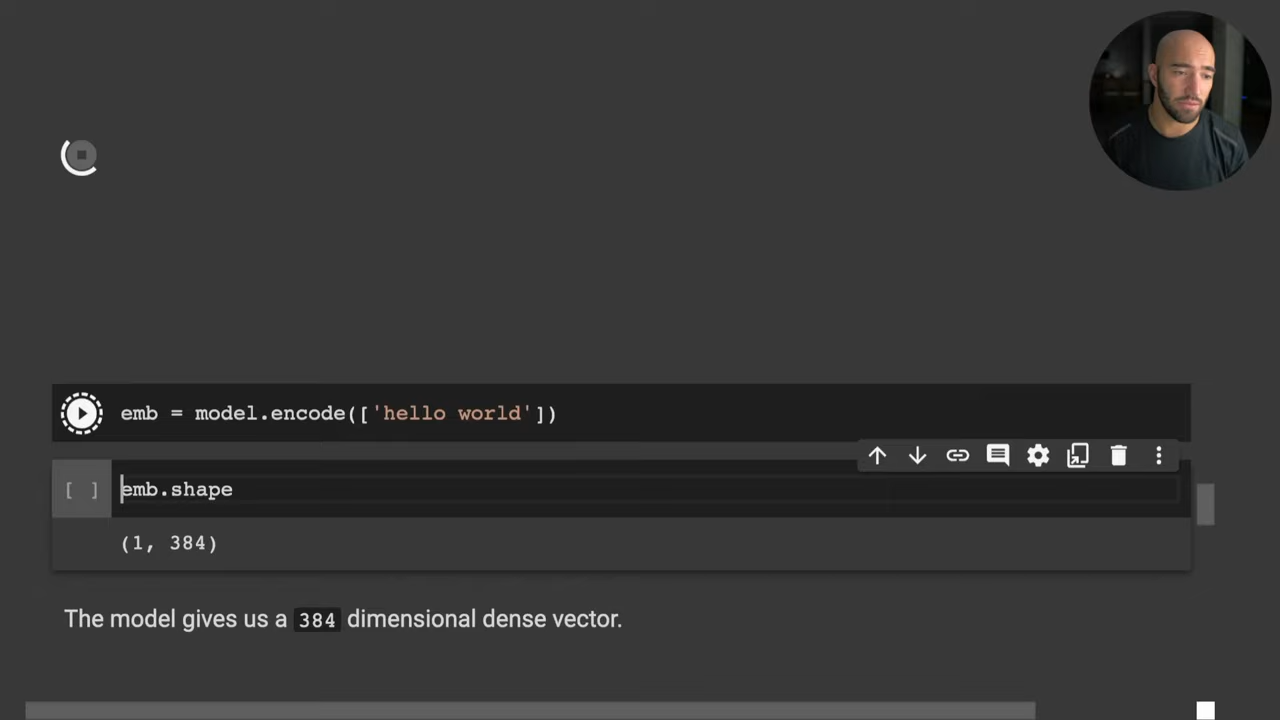 emb = model.encode(['hello world'])
[ ] emb.shape
(1, 384)
The model gives us a 384 dimensional dense vector.